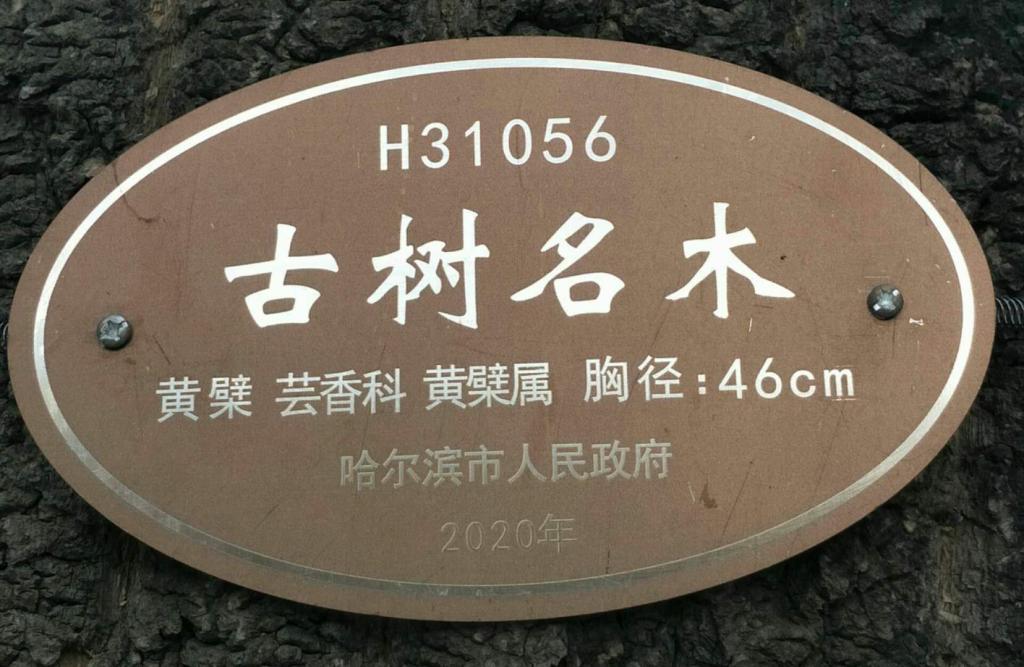 H31056
古树名木
黄檗 芸香科 黄檗属 胸径:46cm
哈尔滨市人民政府
2020年